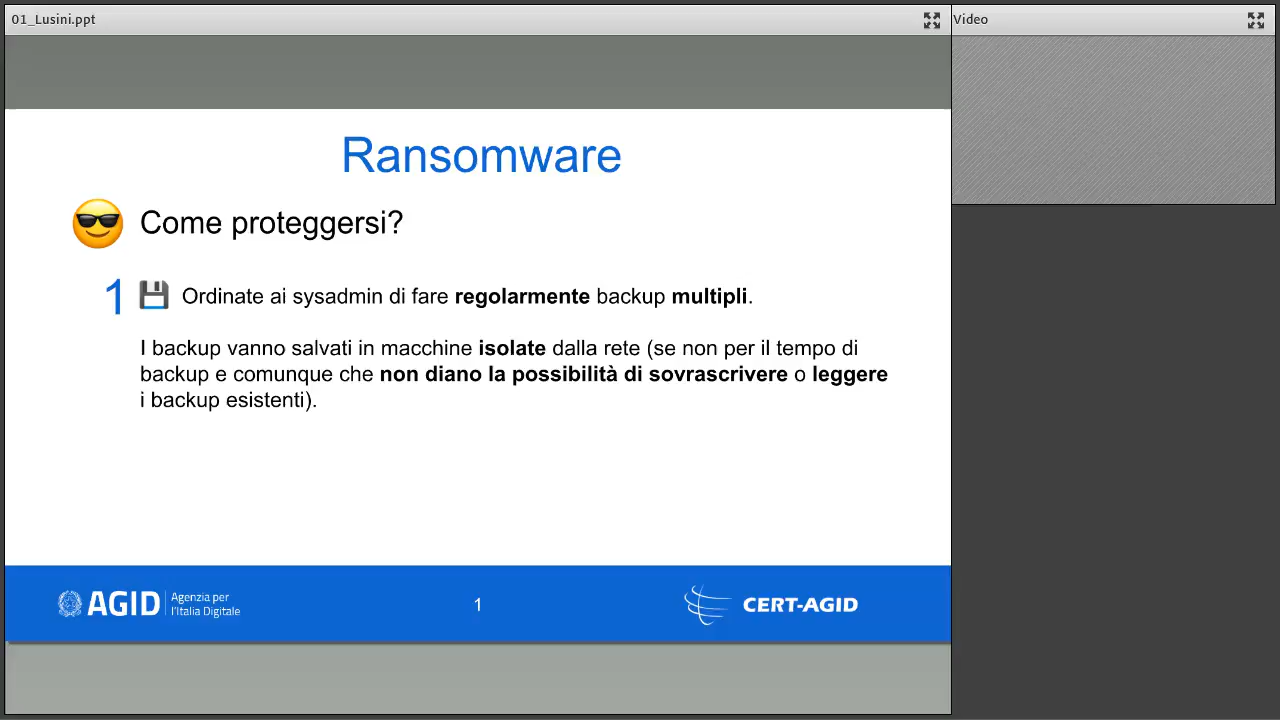 01_Lusini.ppt
Video
Ransomware
Come proteggersi?
1 Ordinate ai sysadmin di fare regolarmente backup multipli.
I backup vanno salvati in macchine isolate dalla rete (se non per il tempo di
backup e comunque che non diano la possibilità di sovrascrivere o leggere
i backup esistenti).
AGID Agenzia per
l'Italia Digitale
1
CERT-AGID